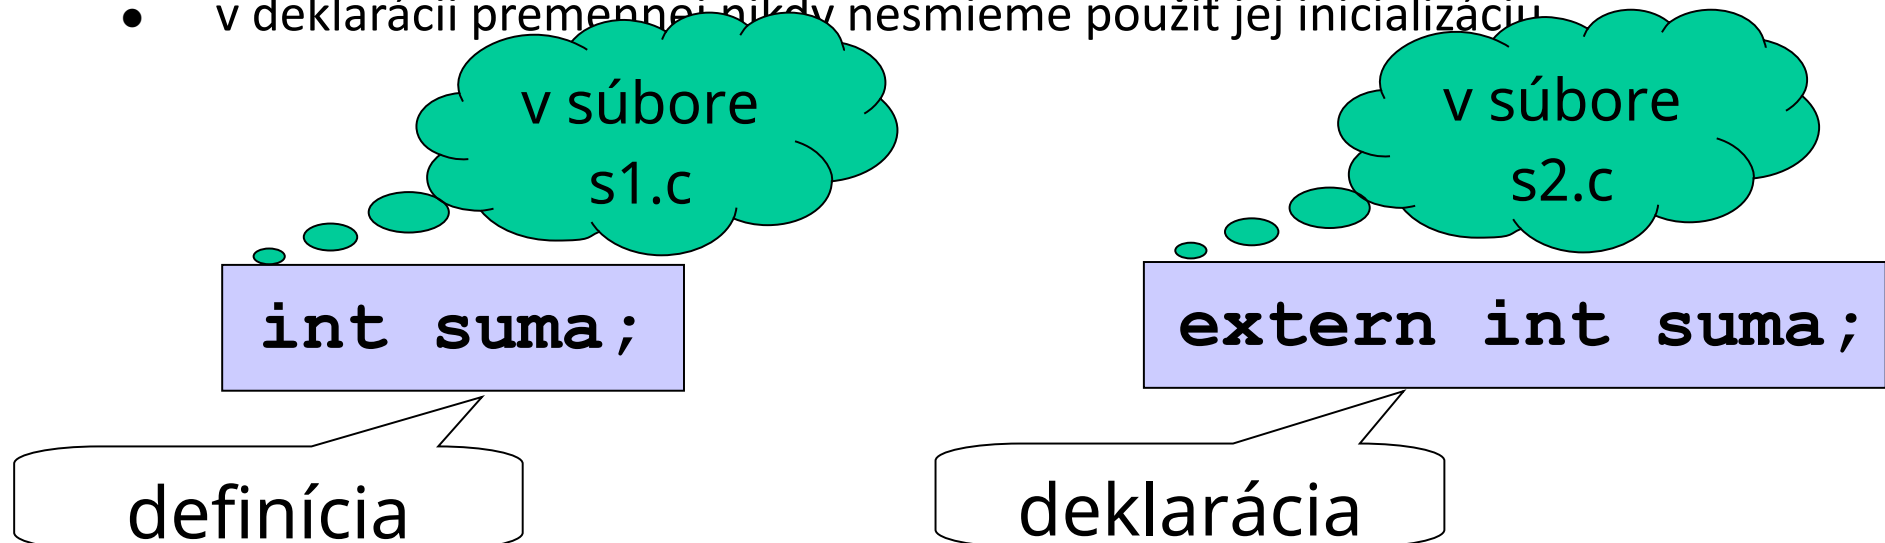 • v deklarácii premennej nikdy nesmieme použiť jej inicializáciu
v súbore
s1.c
v súbore
s2.c
int suma;
extern int suma;
definícia
deklarácia